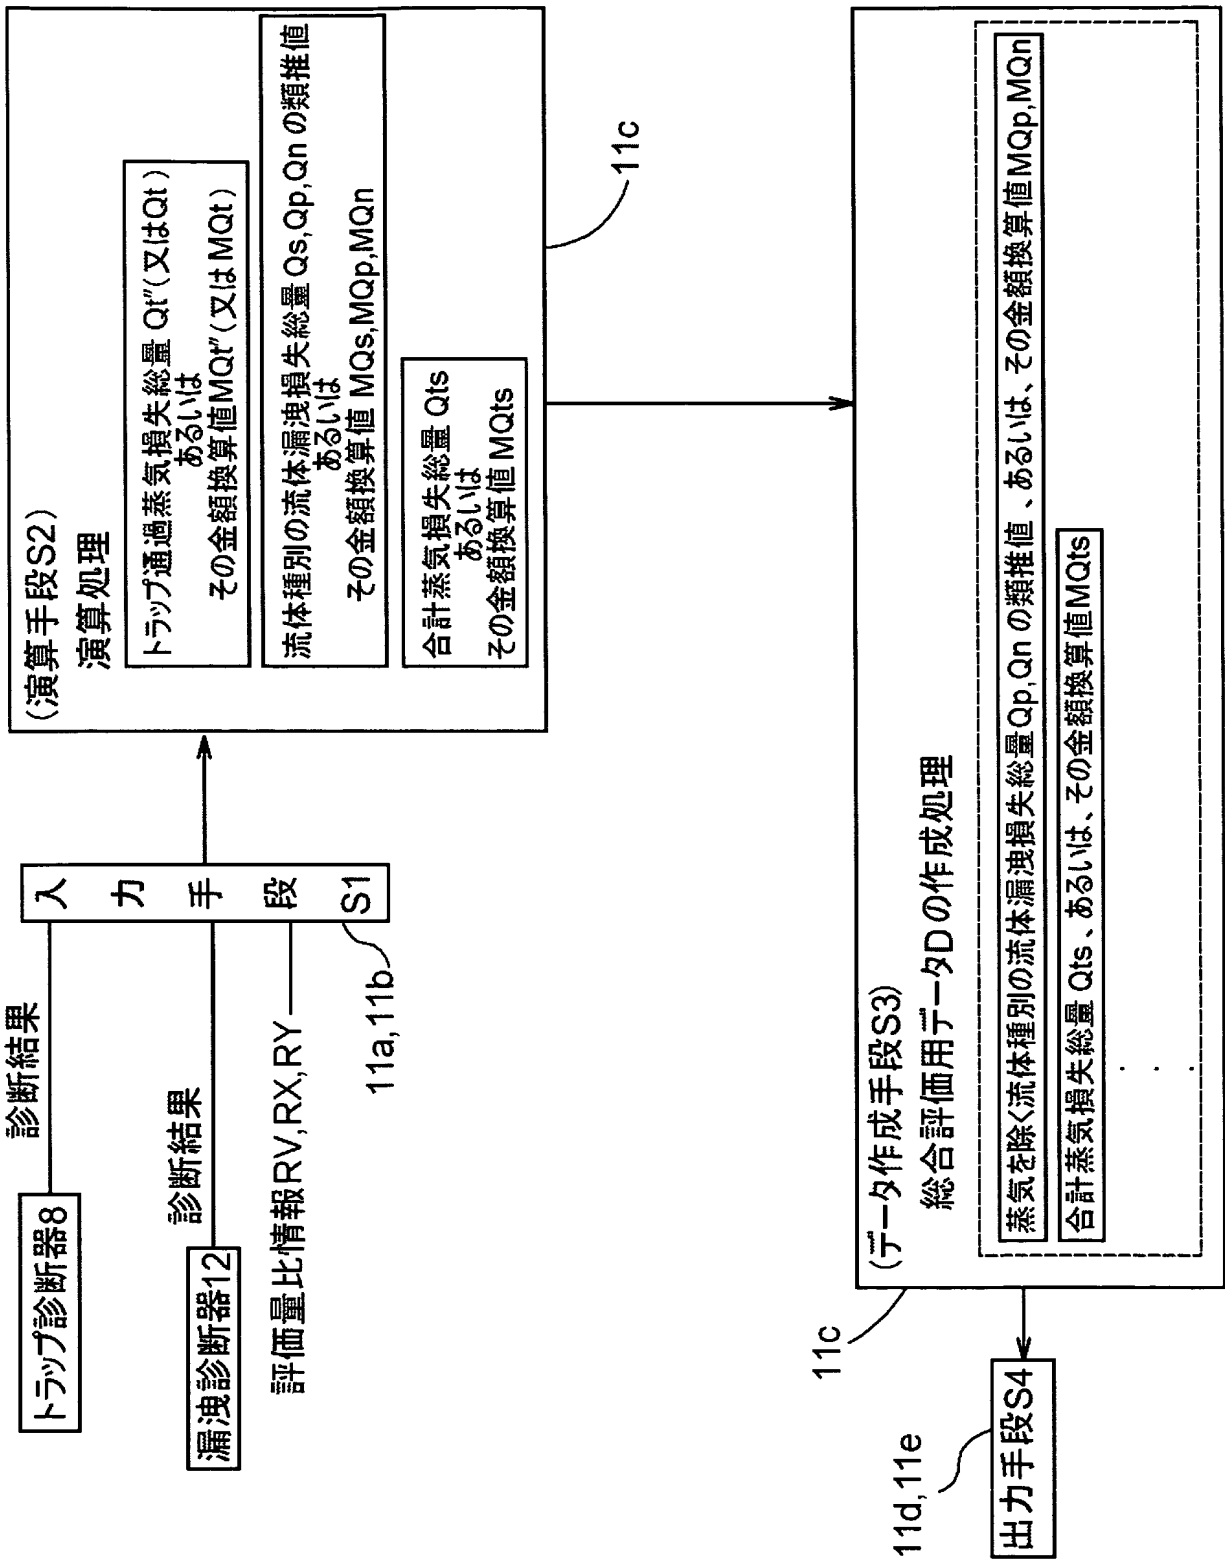 トラップ診断器8
診断結果
漏洩診断器12
診断結果
評価量比情報RV,RX,RY
入力手段S1
11a,11b
(演算手段S2)
演算処理
トラップ通過蒸気損失総量 Qt"(又はQt)
あるいは
その金額換算値MQt"(又はMQt)
流体種別の流体漏洩損失総量Qs,Qp,Qn の類推値
あるいは
その金額換算値 MQs,MQp,MQn
合計蒸気損失総量 Qts
あるいは
その金額換算値 MQts
11c
(データ作成手段S3)
総合評価用データDの作成処理
蒸気を除く流体種別の流体漏洩損失総量Qp,Qn の類推値 、あるいは、その金額換算値MQp,MQn
合計蒸気損失総量 Qts、あるいは、その金額換算値MQts
・・・
11c
出力手段S4
11d,11e